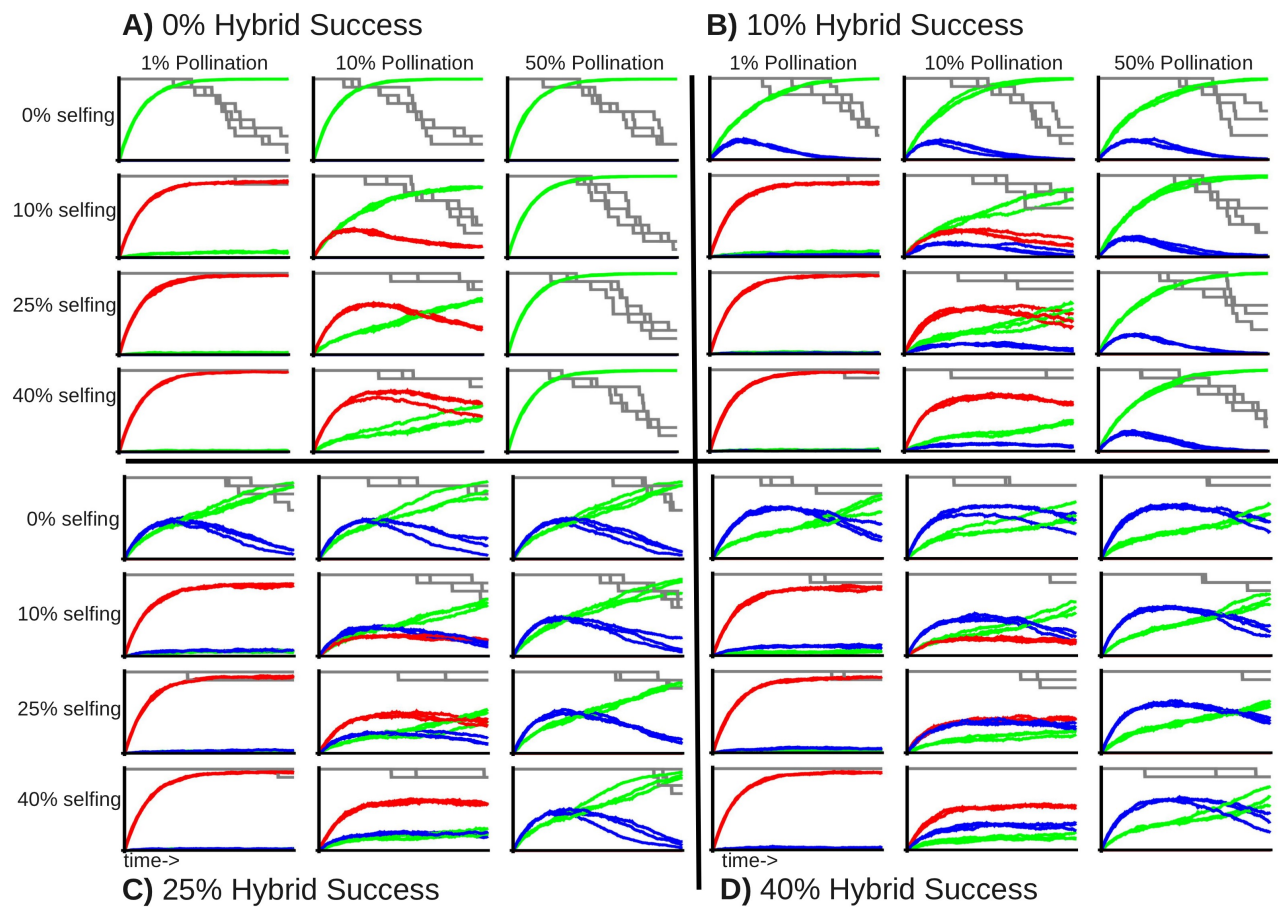 A) 0% Hybrid Success
B) 10% Hybrid Success
1% Pollination 10% Pollination 50% Pollination 1% Pollination 10% Pollination 50% Pollination
0% selfing
10% selfing
25% selfing
40% selfing
0% selfing
10% selfing
25% selfing
40% selfing
time-> time->
C) 25% Hybrid Success
D) 40% Hybrid Success